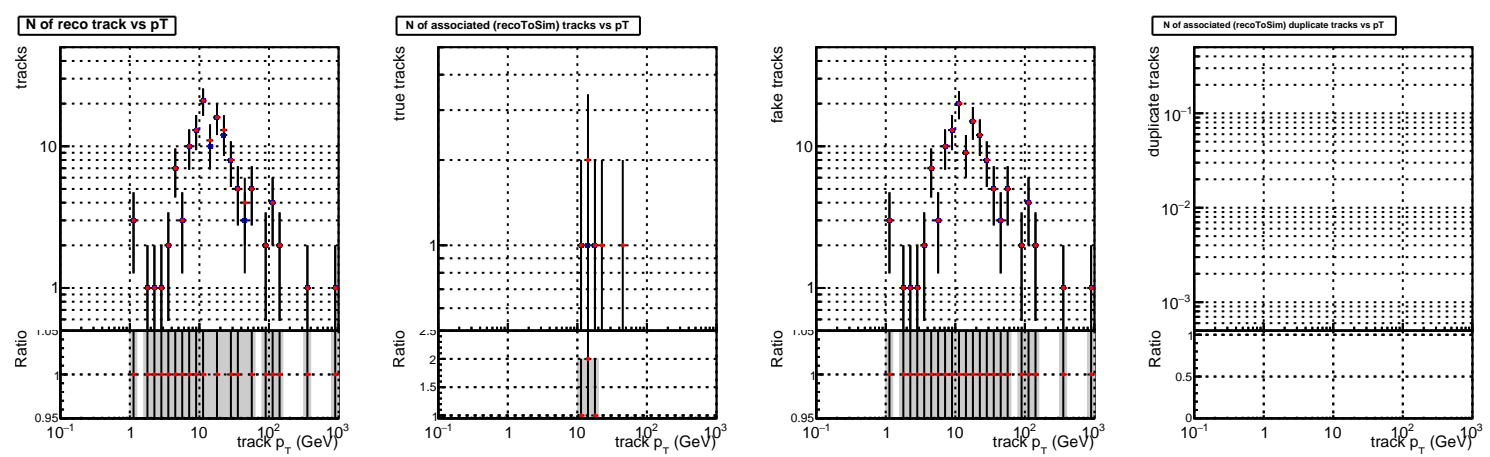 N of reco track vs pT
tracks
10
1
Ratio
1.05
1
0.95
10⁻¹ 1 10 10² 10³
track p_T (GeV)
N of associated (recoToSim) tracks vs pT
true tracks
1
Ratio
2.5
2
1.5
1
10⁻¹ 1 10 10² 10³
track p_T (GeV)
fake tracks
10
1
Ratio
1.05
1
0.95
10⁻¹ 1 10 10² 10³
track p_T (GeV)
N of associated (recoToSim) duplicate tracks vs pT
duplicate tracks
10⁻¹
10⁻²
10⁻³
Ratio
1
0.5
0
10⁻¹ 1 10 10² 10³
track p_T (GeV)